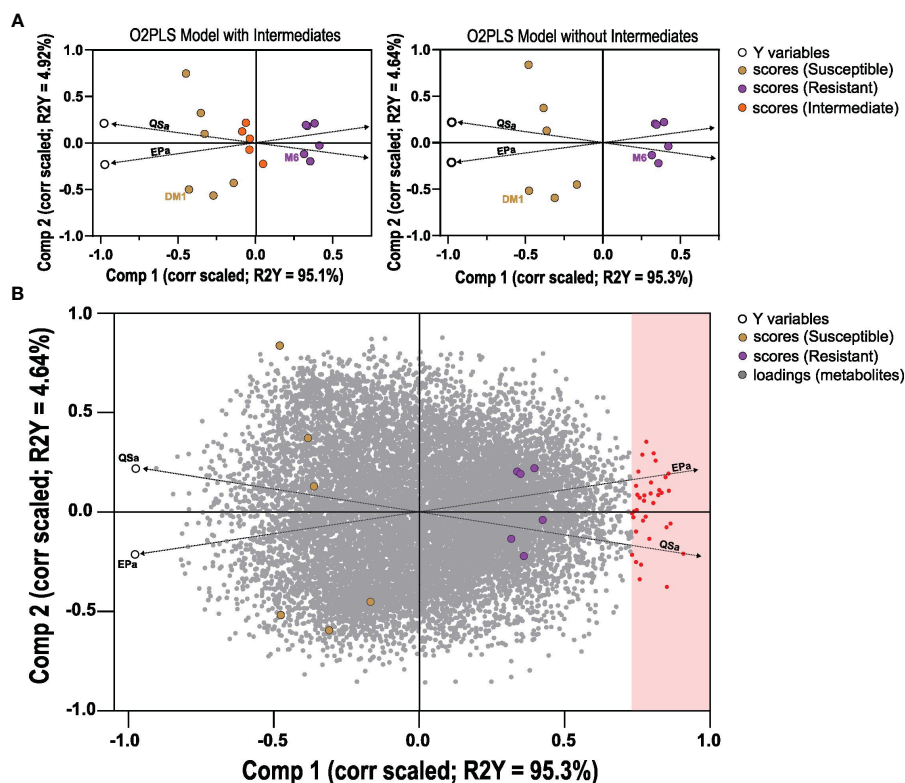 A
O2PLS Model with Intermediates
O2PLS Model without Intermediates
Comp 2 (corr scaled; R2Y = 4.92%)
1.0
0.5
0.0
-0.5
-1.0
QSa
EPa
DM1
M6
-1.0
-0.5
0.0
0.5
Comp 1 (corr scaled; R2Y = 95.1%)
Comp 2 (corr scaled; R2Y = 4.64%)
1.0
0.5
0.0
-0.5
-1.0
QSa
EPa
DM1
M6
-1.0
-0.5
0.0
0.5
Comp 1 (corr scaled; R2Y = 95.3%)
Y variables
scores (Susceptible)
scores (Resistant)
scores (Intermediate)
B
Comp 2 (corr scaled; R2Y = 4.64%)
1.0
0.5
0.0
-0.5
-1.0
QSa
EPa
EPa
QSa
-1.0
-0.5
0.0
0.5
1.0
Comp 1 (corr scaled; R2Y = 95.3%)
Y variables
scores (Susceptible)
scores (Resistant)
loadings (metabolites)